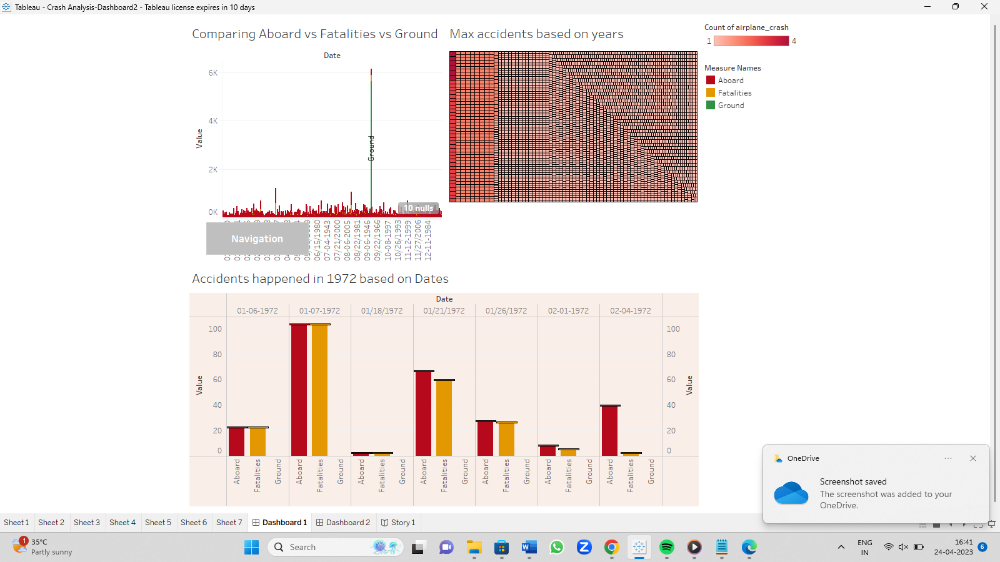 Tableau - Crash Analysis-Dashboard2 - Tableau license expires in 10 days
Comparing Aboard vs Fatalities vs Ground
Date
6K
4K
2K
0K
Value
Ground
10 nulls
06/15/1980
07-04-1943
07/21/2000
08-06-2005
08/22/1981
09-06-1946
09/22/1966
10-08-1997
10/26/1993
11-12-1999
11/27/2006
12-11-1984
Navigation
Max accidents based on years
Count of airplane_crash
1 4
Measure Names
Aboard
Fatalities
Ground
Accidents happened in 1972 based on Dates
Date
01-06-1972 01-07-1972 01/18/1972 01/21/1972 01/26/1972 02-01-1972 02-04-1972
100 100
80 80
60 60
Value Value
40 40
20 20
0 0
Aboard Fatalities Ground Aboard Fatalities Ground Aboard Fatalities Ground Aboard Fatalities Ground Aboard Fatalities Ground Aboard Fatalities Ground Aboard Fatalities Ground
OneDrive
Screenshot saved
The screenshot was added to your
OneDrive.
Sheet 1 Sheet 2 Sheet 3 Sheet 4 Sheet 5 Sheet 6 Sheet 7 Dashboard 1 Dashboard 2 Story 1
1
35°C
Partly sunny
Search
ENG
IN
16:41
24-04-2023
6